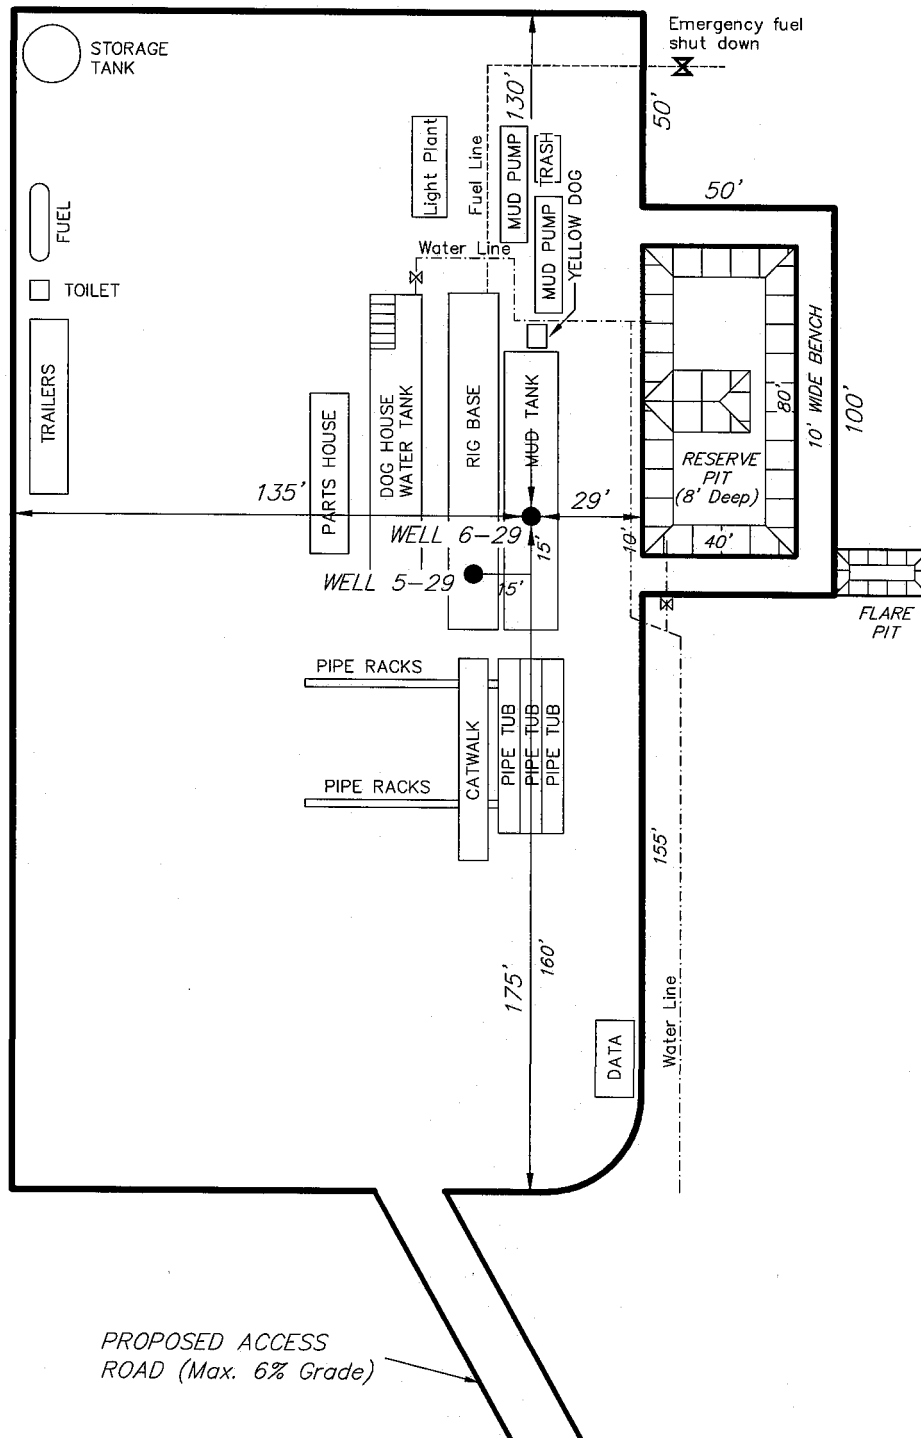 Emergency fuel
shut down
STORAGE
TANK
130'
50'
Light Plant
Fuel Line
MUD PUMP
TRASH
MUD PUMP
YELLOW DOG
50'
FUEL
Water Line
TOILET
TRAILERS
PARTS HOUSE
DOG HOUSE
WATER TANK
RIG BASE
MUD TANK
80'
10' WIDE BENCH
100'
RESERVE
PIT
(8' Deep)
135'
29'
WELL 6-29
15'
10'
40'
WELL 5-29
15'
FLARE
PIT
PIPE RACKS
CATWALK
PIPE TUB
PIPE TUB
PIPE TUB
PIPE RACKS
155'
175'
160'
Water Line
DATA
PROPOSED ACCESS
ROAD (Max. 6% Grade)